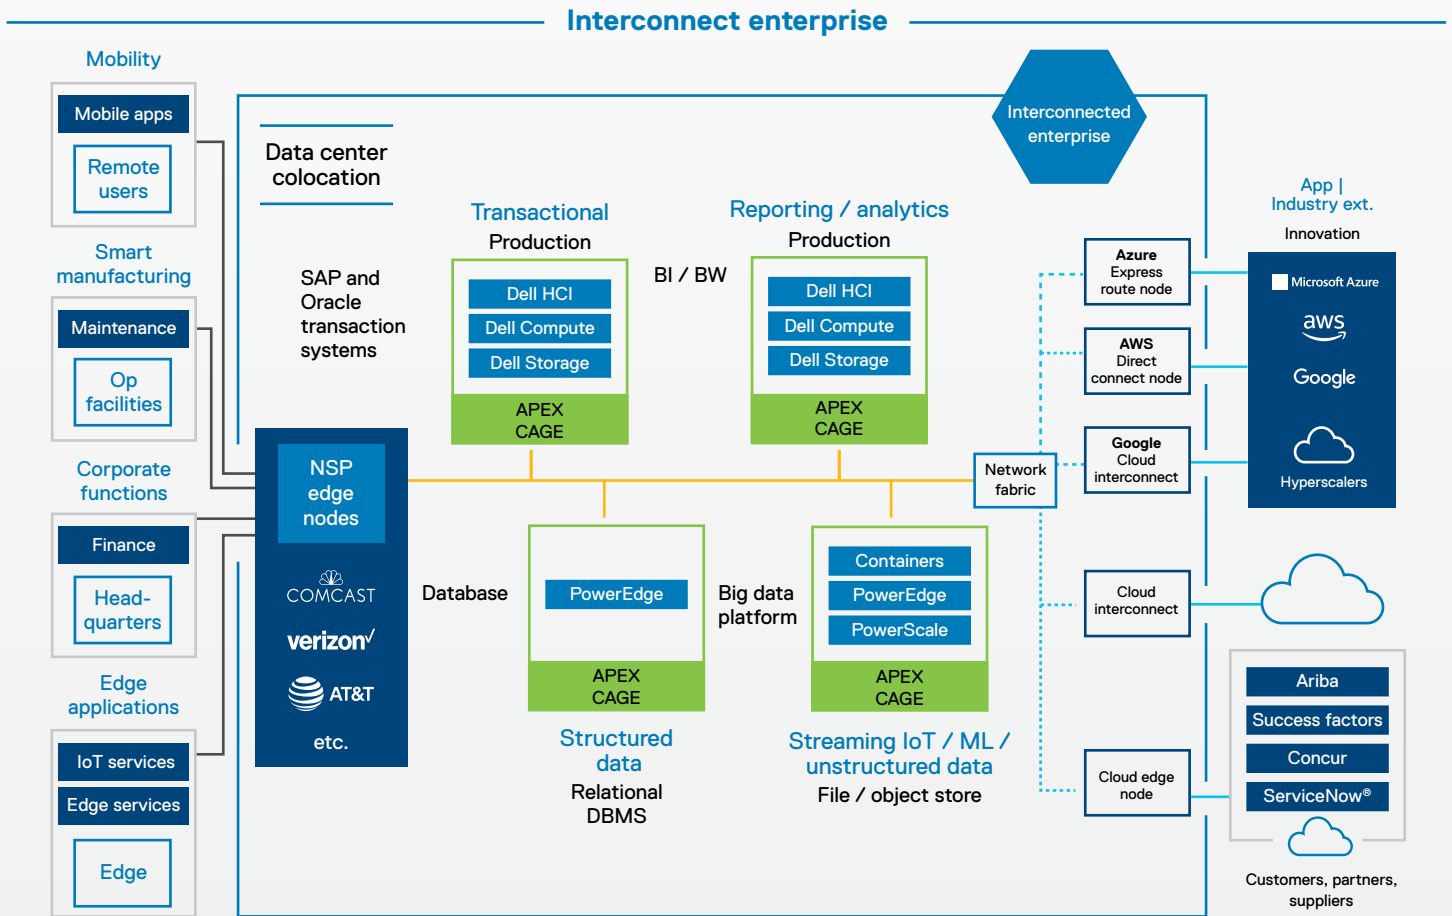 Interconnect enterprise
Mobility
Mobile apps
Remote
users
Smart
manufacturing
Maintenance
Op
facilities
Corporate
functions
Finance
Head-
quarters
Edge
applications
IoT services
Edge services
Edge
Data center
colocation
SAP and
Oracle
transaction
systems
NSP
edge
nodes
COMCAST
verizon✓
AT&T
etc.
Transactional
Production
Dell HCI
Dell Compute
Dell Storage
APEX
CAGE
BI / BW
Reporting / analytics
Production
Dell HCI
Dell Compute
Dell Storage
APEX
CAGE
Database
PowerEdge
APEX
CAGE
Structured
data
Relational
DBMS
Big data
platform
Containers
PowerEdge
PowerScale
APEX
CAGE
Streaming IoT / ML /
unstructured data
File / object store
Interconnected
enterprise
Network
fabric
Azure
Express
route node
AWS
Direct
connect node
Google
Cloud
interconnect
Cloud
interconnect
Cloud edge
node
App |
Industry ext.
Innovation
Microsoft Azure
aws
Google
Hyperscalers
Ariba
Success factors
Concur
ServiceNow®
Customers, partners,
suppliers